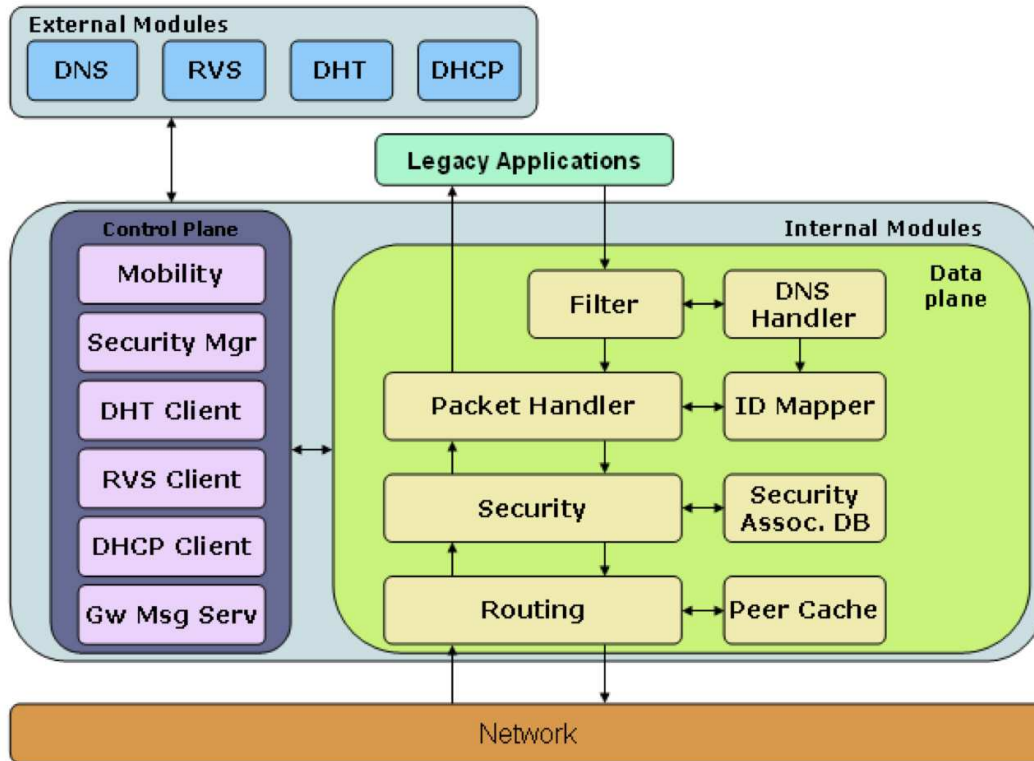 External Modules
DNS
RVS
DHT
DHCP
Legacy Applications
Internal Modules
Control Plane
Mobility
Security Mgr
DHT Client
RVS Client
DHCP Client
Gw Msg Serv
Data
plane
Filter
DNS
Handler
Packet Handler
ID Mapper
Security
Security
Assoc. DB
Routing
Peer Cache
Network